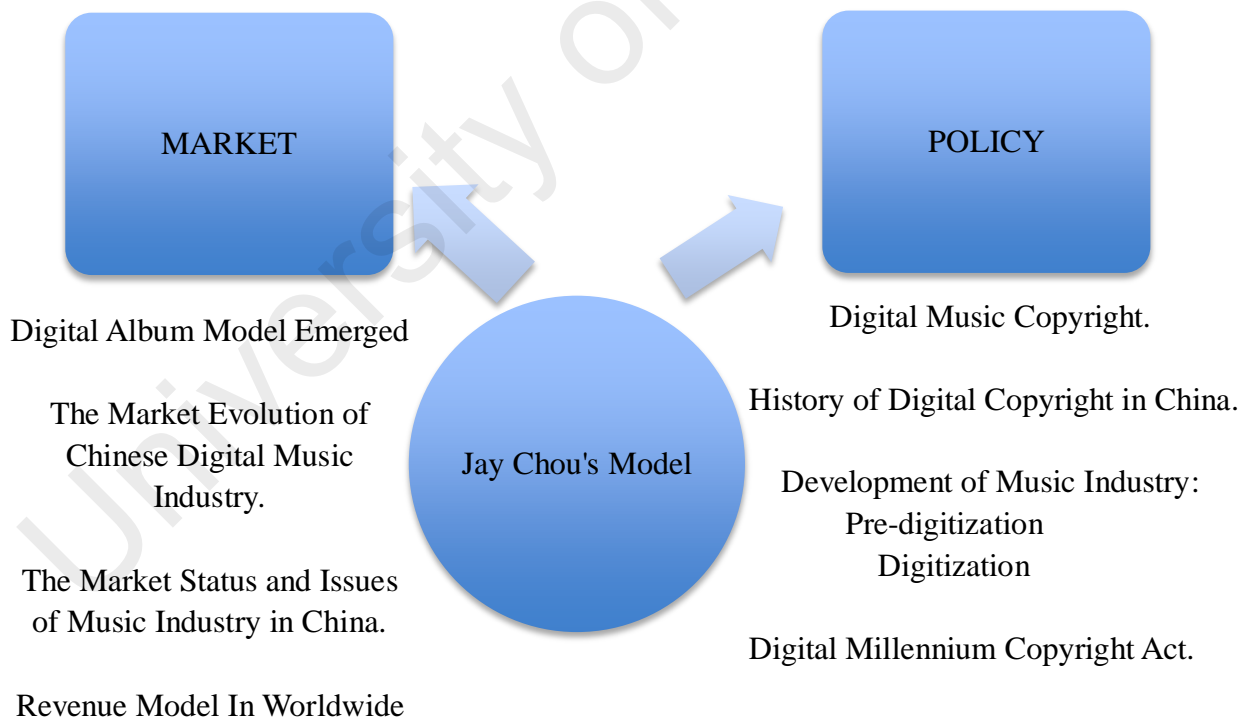 MARKET
Digital Album Model Emerged
The Market Evolution of
Chinese Digital Music
Industry.
The Market Status and Issues
of Music Industry in China.
Revenue Model In Worldwide
Jay Chou's Model
POLICY
Digital Music Copyright.
History of Digital Copyright in China.
Development of Music Industry:
Pre-digitization
Digitization
Digital Millennium Copyright Act.
University of